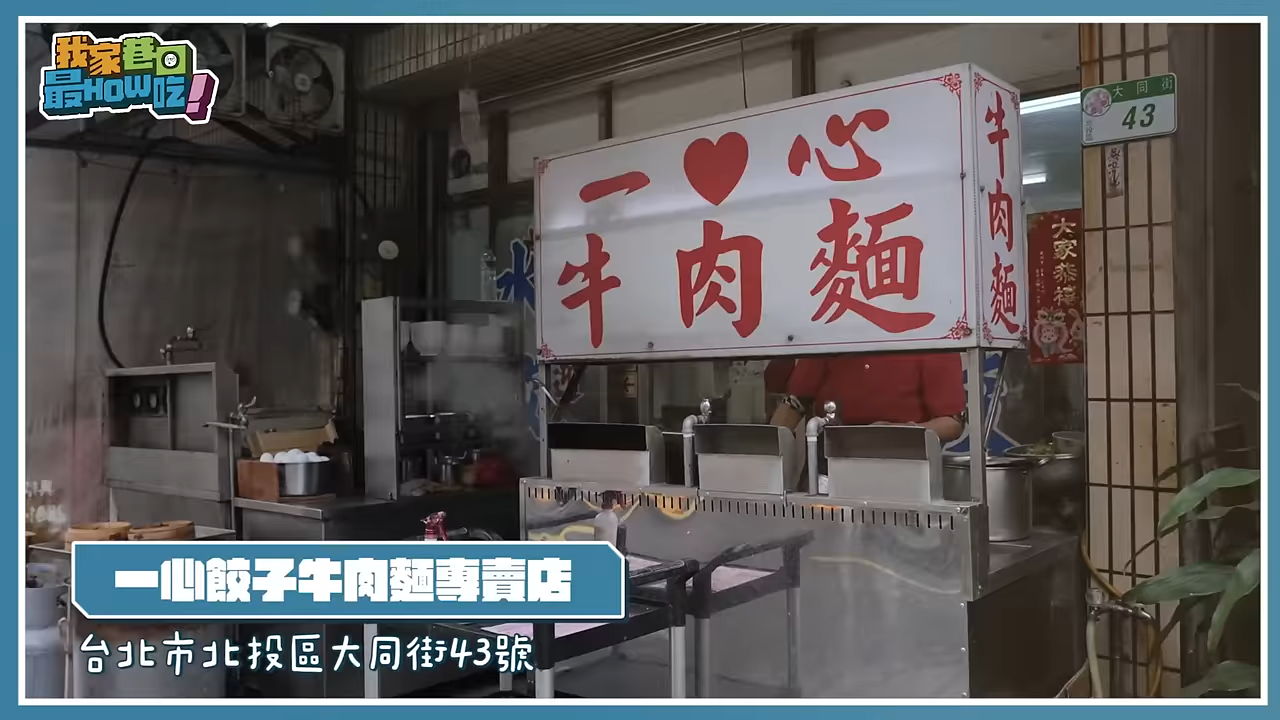 我家巷口
最HOW吃!
一♥心
牛肉麵
牛肉麵
大同街
43
大家恭禧
水
一心餃子牛肉麵專賣店
台北市北投區大同街43號